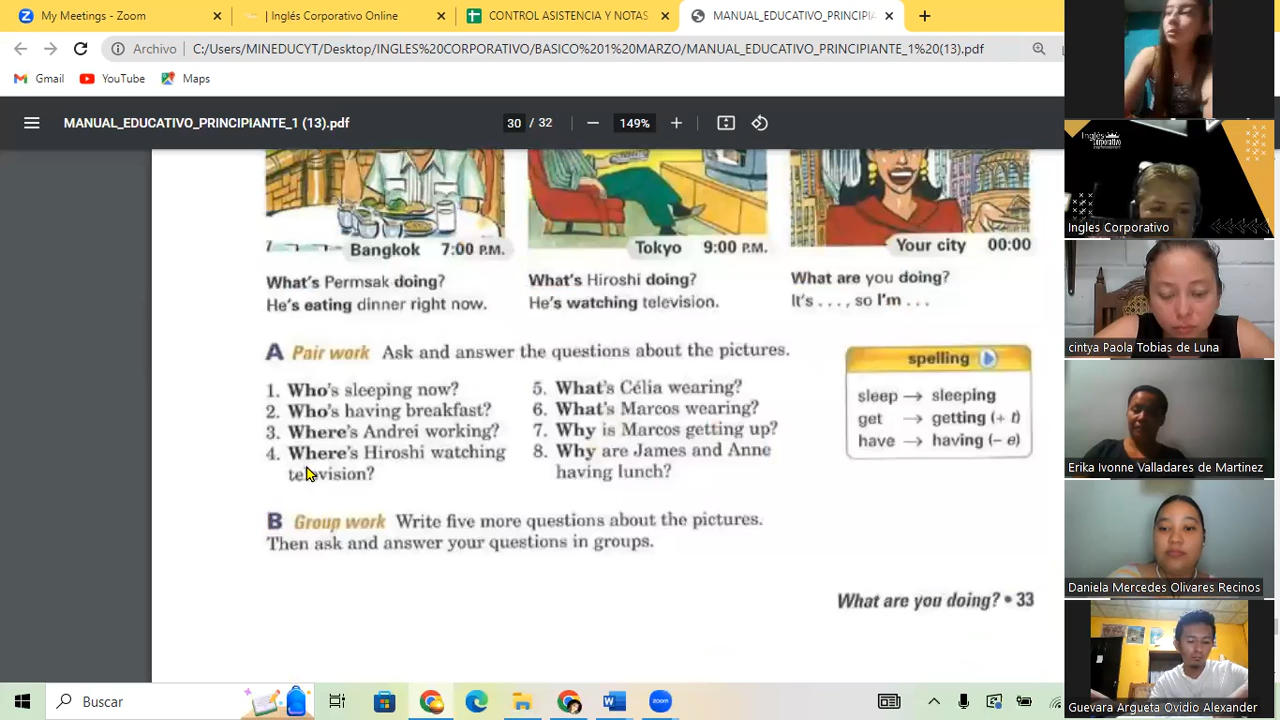 My Meetings - Zoom
| Inglés Corporativo Online
CONTROL ASISTENCIA Y NOTAS
MANUAL_EDUCATIVO_PRINCIPIA
Archivo
C:/Users/MINEDUCYT/Desktop/INGLES%20CORPORATIVO/BASICO%201%20MARZO/MANUAL_EDUCATIVO_PRINCIPIANTE_1%20(13).pdf
Gmail
YouTube
Maps
MANUAL_EDUCATIVO_PRINCIPIANTE_1 (13).pdf
30 / 32
149%
Bangkok 7:00 P.M.
Tokyo 9:00 P.M.
Your city 00:00
What's Permsak doing?
He's eating dinner right now.
What's Hiroshi doing?
He's watching television.
What are you doing?
It's . . . , so I'm . . .
A Pair work Ask and answer the questions about the pictures.
1. Who's sleeping now?
2. Who's having breakfast?
3. Where's Andrei working?
4. Where's Hiroshi watching
television?
5. What's Célia wearing?
6. What's Marcos wearing?
7. Why is Marcos getting up?
8. Why are James and Anne
having lunch?
spelling
sleep → sleeping
get → getting (+ t)
have → having (– e)
B Group work Write five more questions about the pictures.
Then ask and answer your questions in groups.
What are you doing? • 33
Inglés
Corporativo
Ingles Corporativo
cintya Paola Tobias de Luna
Erika Ivonne Valladares de Martinez
Daniela Mercedes Olivares Recinos
Guevara Argueta Ovidio Alexander
Buscar